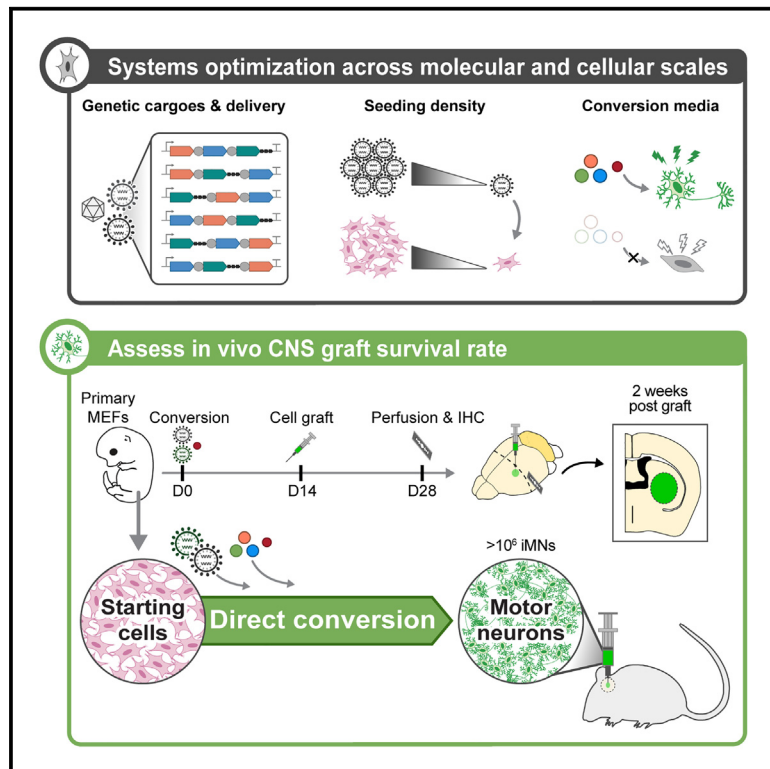 Systems optimization across molecular and cellular scales
Genetic cargoes & delivery
Seeding density
Conversion media
Assess in vivo CNS graft survival rate
Primary
MEFs
Conversion
Cell graft
Perfusion & IHC
2 weeks
post graft
D0
D14
D28
>10⁶ iMNs
Starting
cells
Direct conversion
Motor
neurons